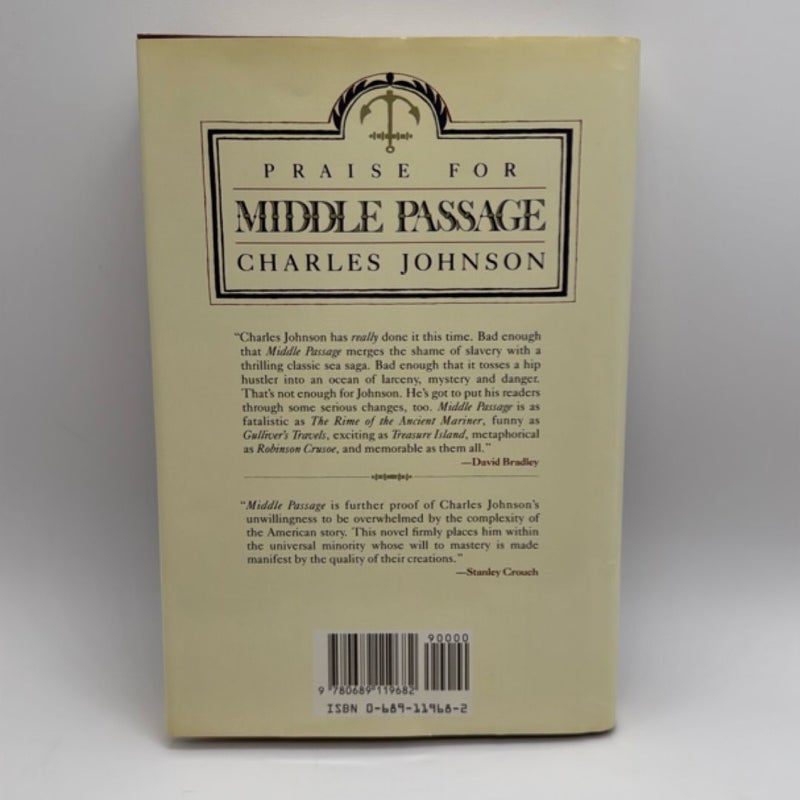 PRAISE FOR
MIDDLE PASSAGE
CHARLES JOHNSON
“Charles Johnson has really done it this time. Bad enough
that Middle Passage merges the shame of slavery with a
thrilling classic sea saga. Bad enough that it tosses a hip
hustler into an ocean of larceny, mystery and danger.
That's not enough for Johnson. He's got to put his readers
through some serious changes, too. Middle Passage is as
fatalistic as The Rime of the Ancient Mariner, funny as
Gulliver's Travels, exciting as Treasure Island, metaphorical
as Robinson Crusoe, and memorable as them all.”
—David Bradley
“Middle Passage is further proof of Charles Johnson's
unwillingness to be overwhelmed by the complexity of
the American story. This novel firmly places him within
the universal minority whose will to mastery is made
manifest by the quality of their creations.”
—Stanley Crouch
90000
9 780689 119682
ISBN 0-689-11968-2